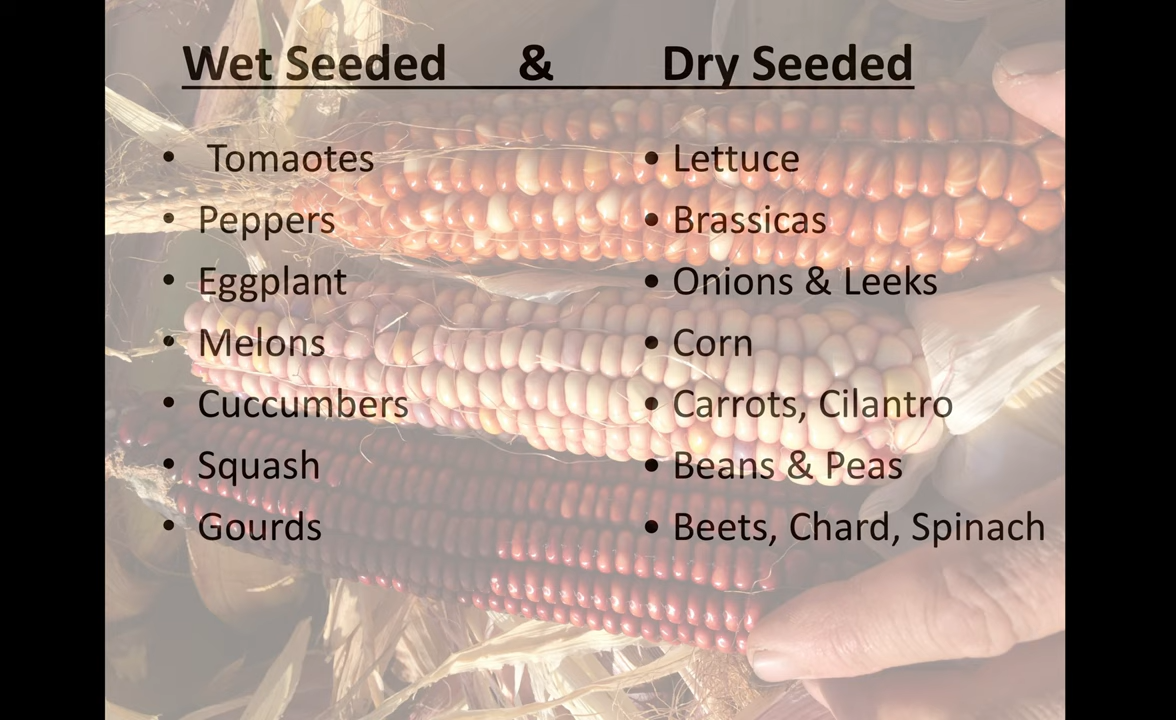 Wet Seeded & Dry Seeded
• Tomaotes
• Peppers
• Eggplant
• Melons
• Cuccumbers
• Squash
• Gourds
• Lettuce
• Brassicas
• Onions & Leeks
• Corn
• Carrots, Cilantro
• Beans & Peas
• Beets, Chard, Spinach